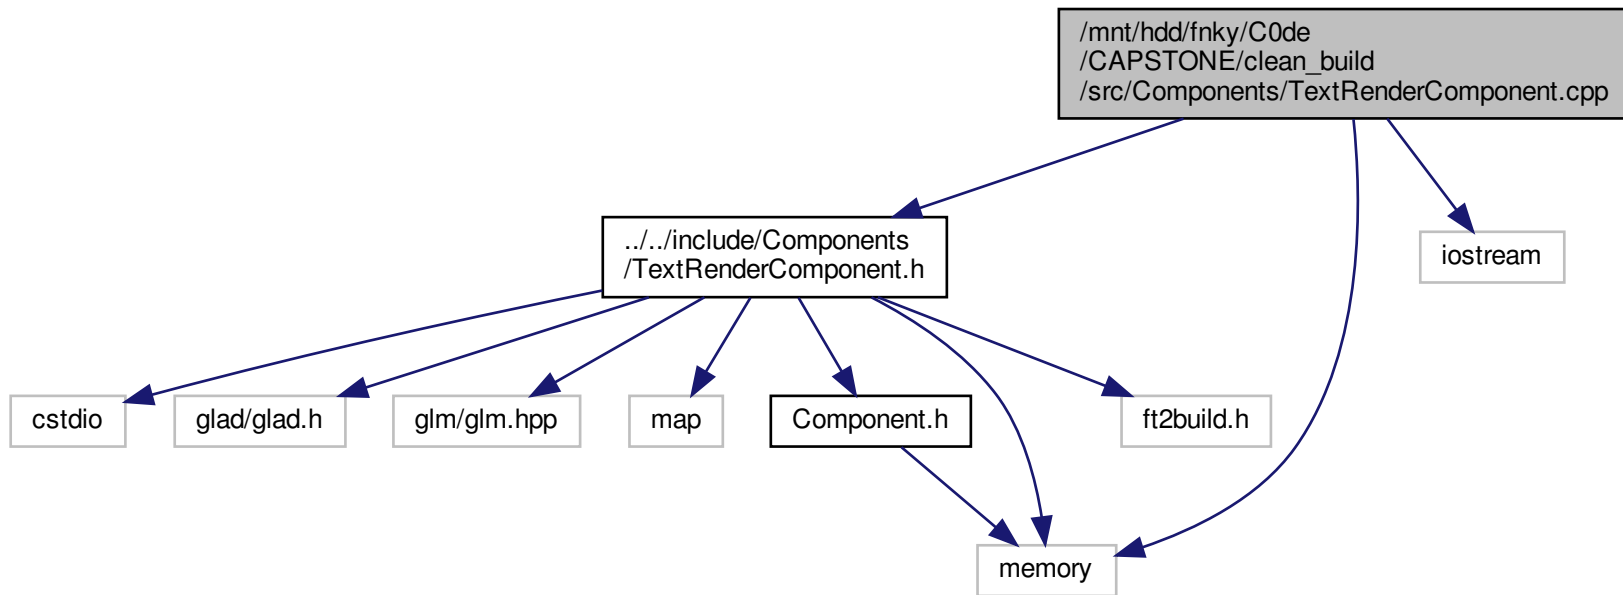 /mnt/hdd/fnky/C0de
/CAPSTONE/clean_build
/src/Components/TextRenderComponent.cpp
../../include/Components
/TextRenderComponent.h
iostream
cstdio
glad/glad.h
glm/glm.hpp
map
Component.h
ft2build.h
memory